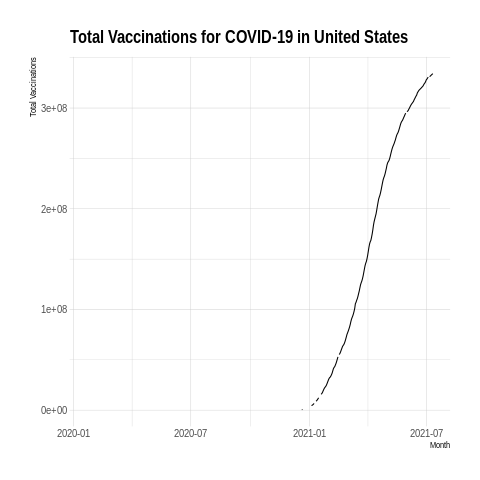 Total Vaccinations for COVID-19 in United States
Total Vaccinations
3e+08
2e+08
1e+08
0e+00
2020-01 2020-07 2021-01 2021-07
Month